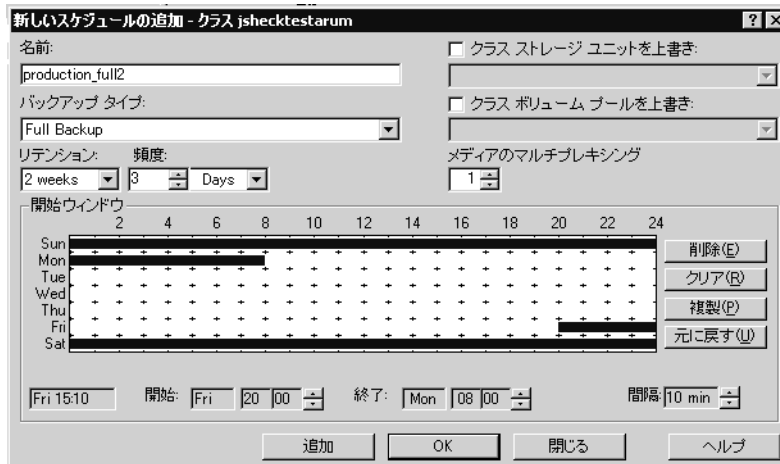 新しいスケジュールの追加 - クラス jshecktestarum
名前:
production_full2
バックアップ タイプ:
Full Backup
リテンション: 頻度:
2 weeks 3 Days
クラス ストレージ ユニットを上書き:
クラス ボリューム プールを上書き:
メディアのマルチプレキシング
1
開始ウィンドウ
2 4 6 8 10 12 14 16 18 20 22 24
Sun
Mon
Tue
Wed
Thu
Fri
Sat
削除(E)
クリア(R)
複製(P)
元に戻す(U)
Fri 15:10 開始: Fri 20 00 終了: Mon 08 00 間隔: 10 min
追加 OK 閉じる ヘルプ